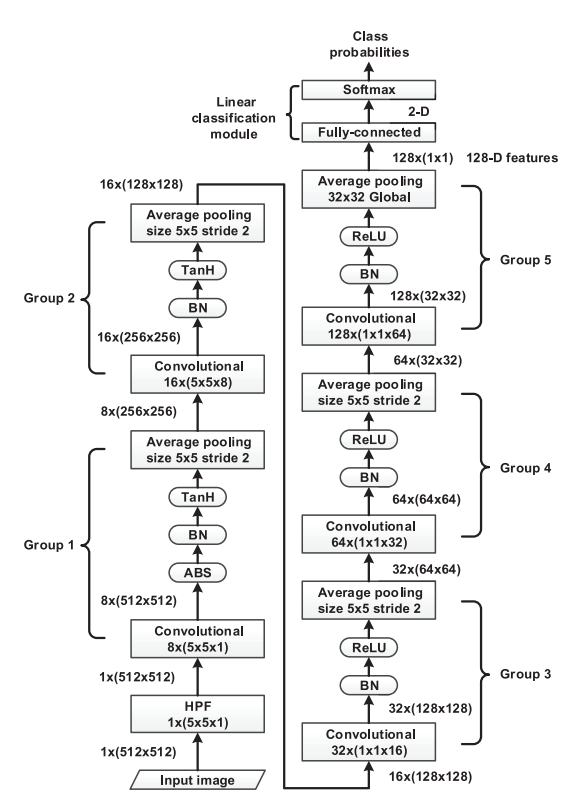 Class
probabilities
Softmax
Linear
classification
module
2-D
Fully-connected
128x(1x1) 128-D features
16x(128x128)
Average pooling
32x32 Global
Average pooling
size 5x5 stride 2
ReLU
Group 5
TanH
BN
Group 2
BN
128x(32x32)
16x(256x256)
Convolutional
128x(1x1x64)
Convolutional
16x(5x5x8)
64x(32x32)
8x(256x256)
Average pooling
size 5x5 stride 2
Average pooling
size 5x5 stride 2
ReLU
Group 4
TanH
BN
BN
64x(64x64)
Group 1
Convolutional
64x(1x1x32)
ABS
32x(64x64)
8x(512x512)
Average pooling
size 5x5 stride 2
Convolutional
8x(5x5x1)
ReLU
Group 3
1x(512x512)
BN
HPF
1x(5x5x1)
32x(128x128)
Convolutional
32x(1x1x16)
1x(512x512)
16x(128x128)
Input image